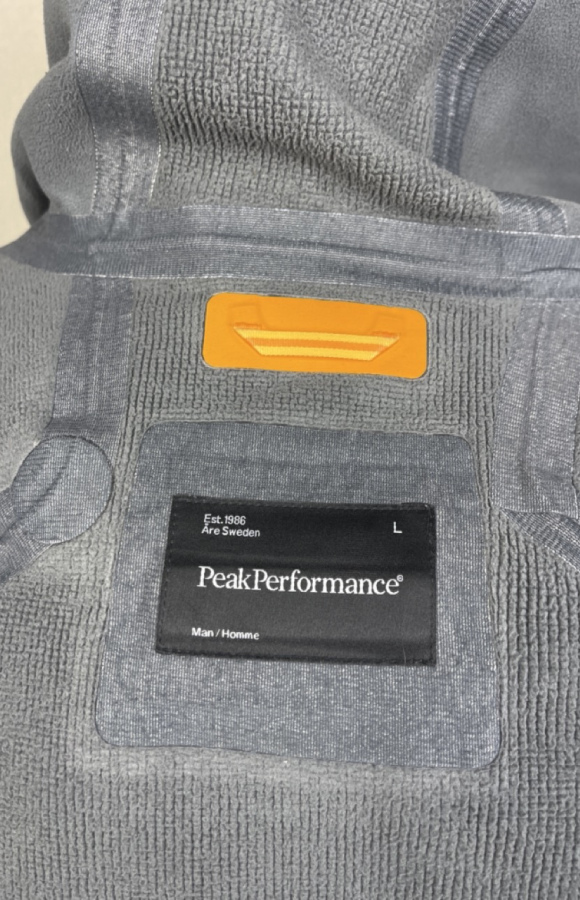 Est.1986
Åre Sweden
L
PeakPerformance®
Man / Homme